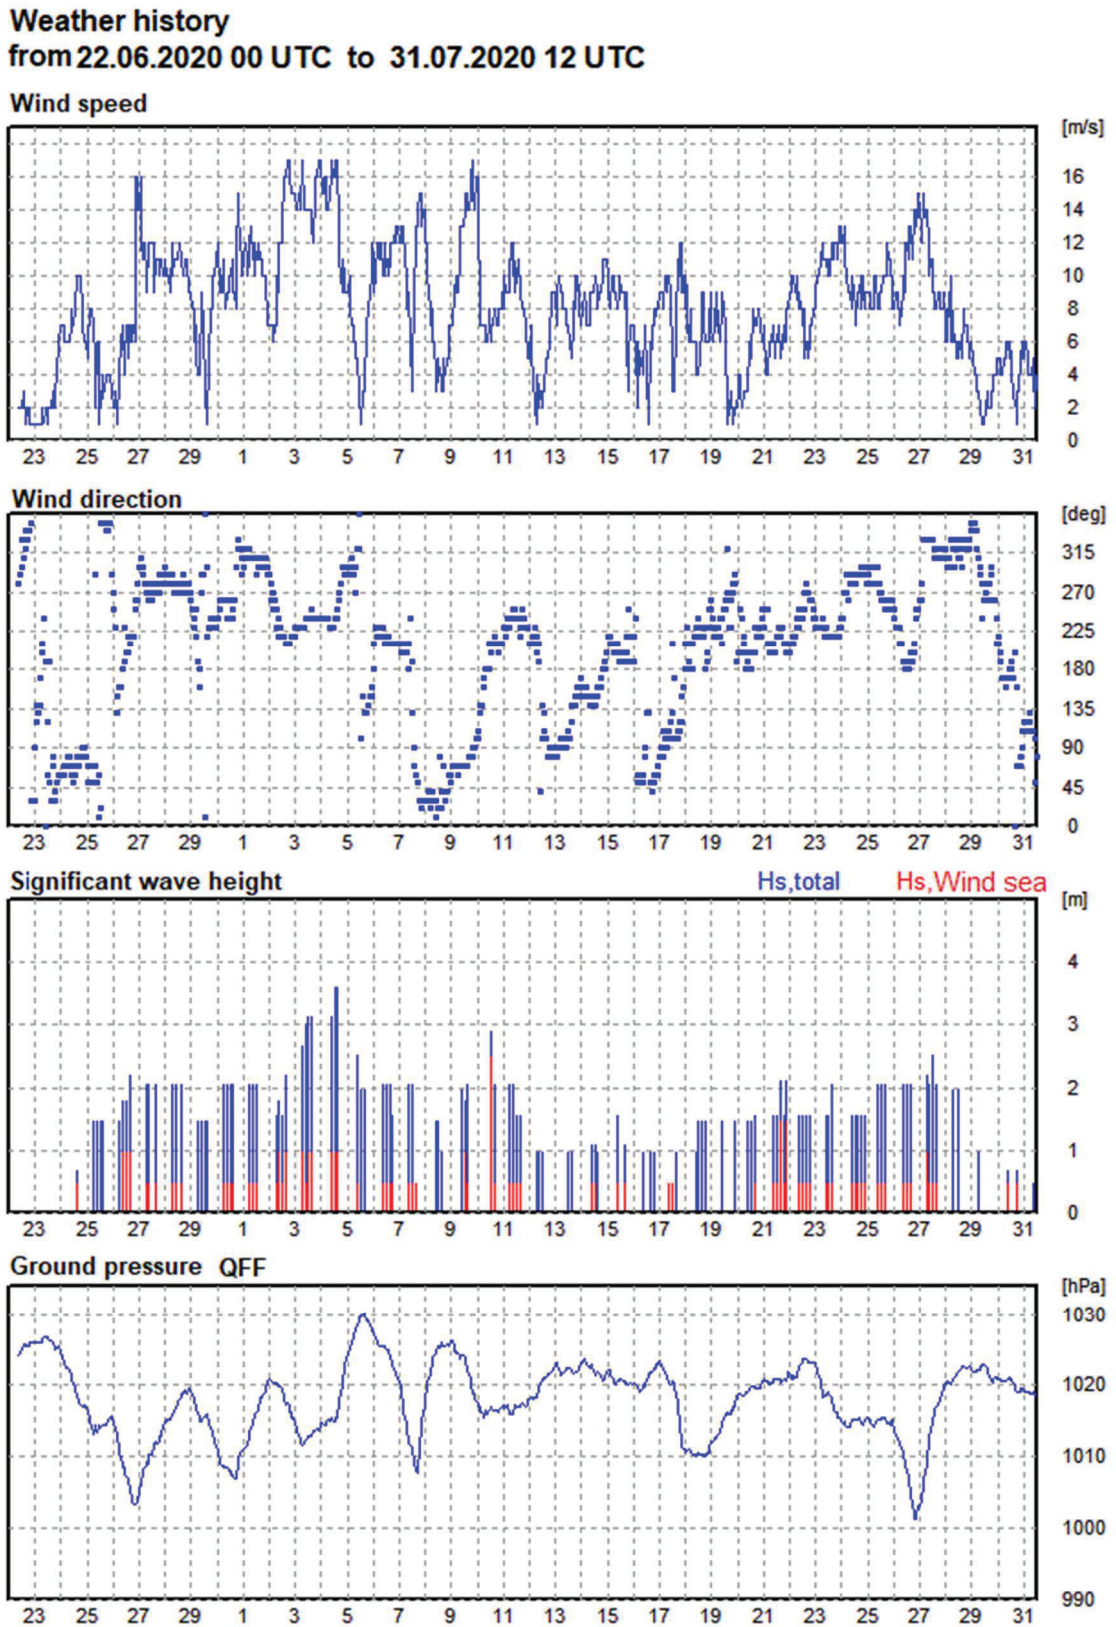 Weather history
from 22.06.2020 00 UTC to 31.07.2020 12 UTC
Wind speed
[m/s]
16
14
12
10
8
6
4
2
0
23 25 27 29 1 3 5 7 9 11 13 15 17 19 21 23 25 27 29 31
Wind direction
[deg]
315
270
225
180
135
90
45
0
23 25 27 29 1 3 5 7 9 11 13 15 17 19 21 23 25 27 29 31
Significant wave height Hs,total Hs,Wind sea
[m]
4
3
2
1
0
23 25 27 29 1 3 5 7 9 11 13 15 17 19 21 23 25 27 29 31
Ground pressure QFF
[hPa]
1030
1020
1010
1000
990
23 25 27 29 1 3 5 7 9 11 13 15 17 19 21 23 25 27 29 31